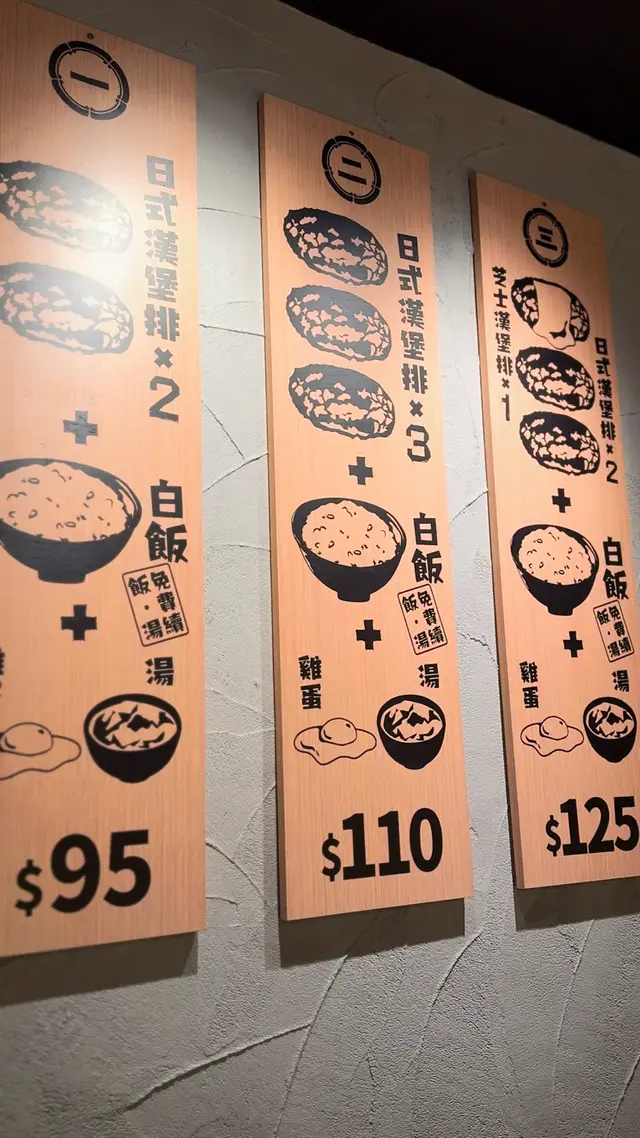 一
日式漢堡排×2
+
白飯
免費續
飯·湯
+
湯
$95
二
日式漢堡排×3
+
白飯
免費續
飯·湯
+
雞蛋
湯
$110
三
芝士漢堡排×1
日式漢堡排×2
+
白飯
免費續
飯·湯
+
雞蛋
湯
$125